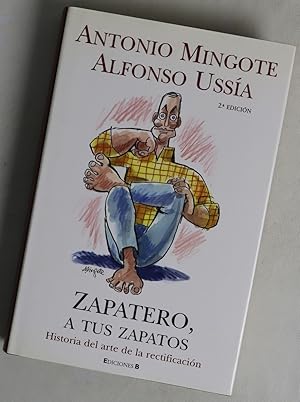 ANTONIO MINGOTE
ALFONSO USSÍA
2ª EDICIÓN
Mingote
ZAPATERO,
A TUS ZAPATOS
Historia del arte de la rectificación
EDICIONES B